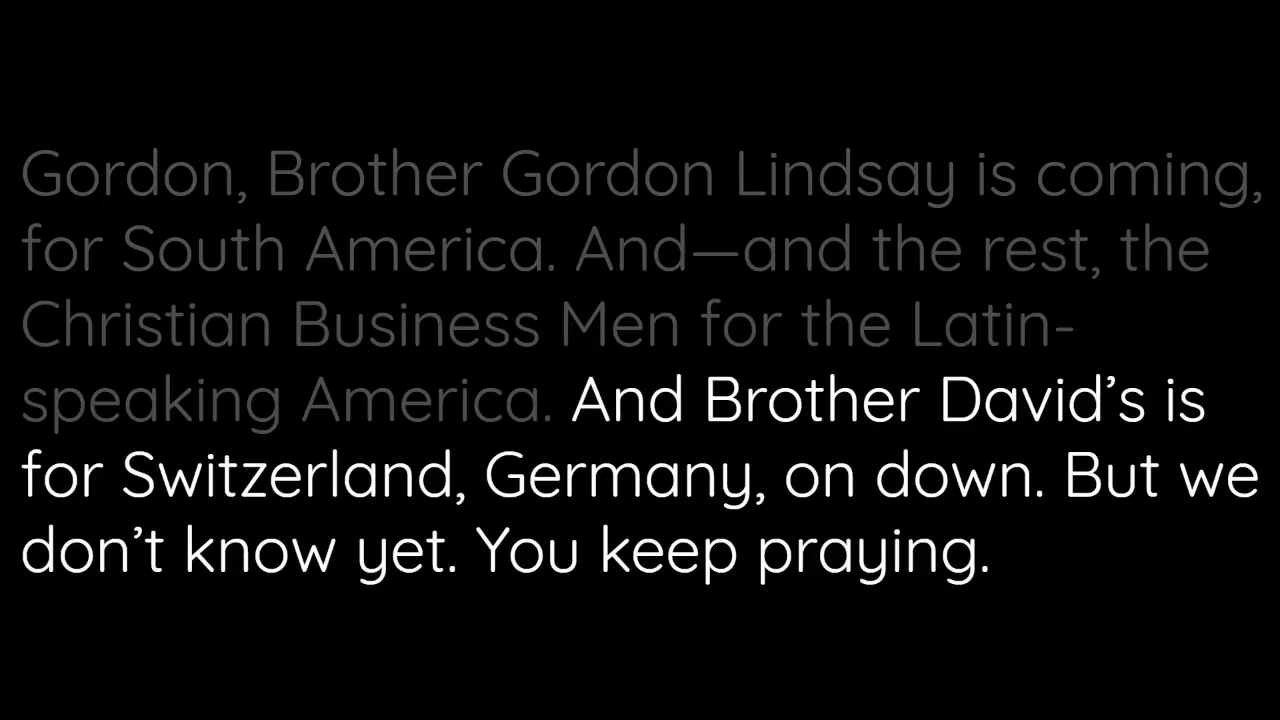 Gordon, Brother Gordon Lindsay is coming,
for South America. And—and the rest, the
Christian Business Men for the Latin-
speaking America. And Brother David’s is
for Switzerland, Germany, on down. But we
don’t know yet. You keep praying.